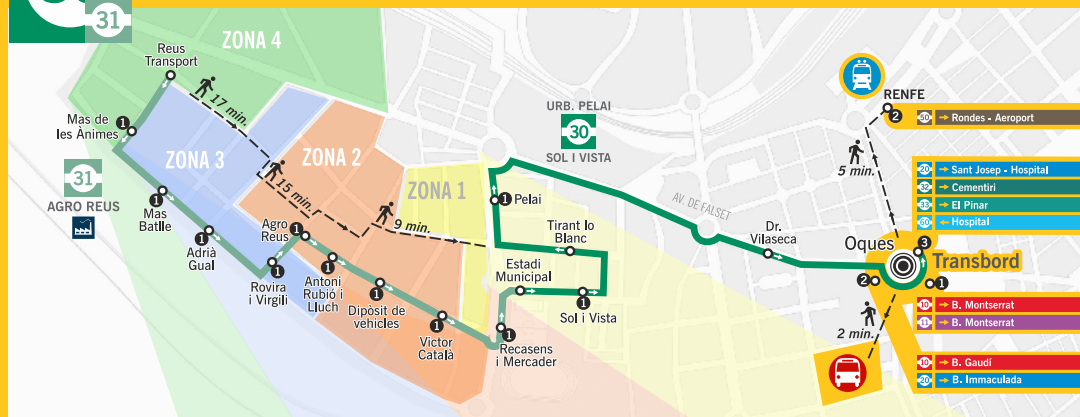 31
ZONA 4
Reus
Transport
17 min.
Mas de
les Ànimes
1
ZONA 3
ZONA 2
ZONA 1
31
AGRO REUS
15 min.
9 min.
1
Mas
Batlle
1
Adrià
Gual
1
Rovira
i Virgili
Agro
Reus
1
1
Antoni
Rubió i
Lluch
1
Dipòsit de
vehicles
1
Victor
Català
1
Recasens
i Mercader
Estadi
Municipal
1
Sol i Vista
Tirant lo
Blanc
1
1
Pelai
URB. PELAI
30
SOL I VISTA
AV. DE FALSET
Dr.
Vilaseca
1
Oques
3
Transbord
2
1
5 min.
2 min.
RENFE
2
50 Rondes - Aeroport
20 Sant Josep - Hospital
32 Cementiri
33 El Pinar
60 Hospital
10 B. Montserrat
11 B. Montserrat
10 B. Gaudí
20 B. Immaculada